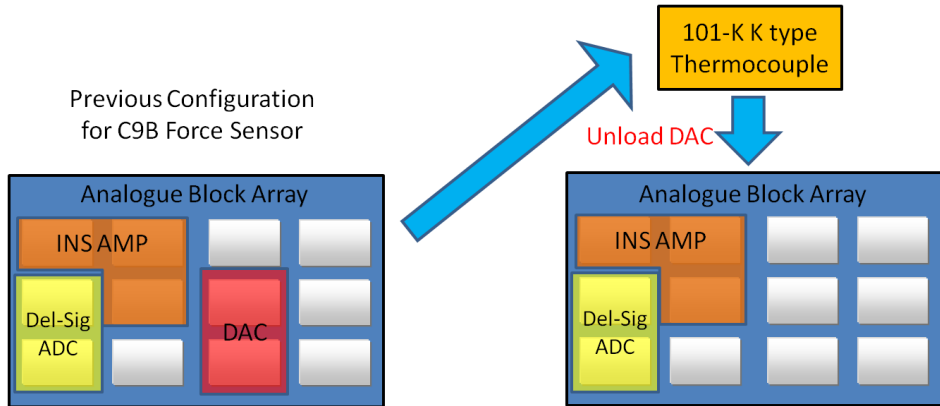 101-K K type
Thermocouple
Previous Configuration
for C9B Force Sensor
Unload DAC
Analogue Block Array
INS AMP
Del-Sig
ADC
DAC
Analogue Block Array
INS AMP
Del-Sig
ADC